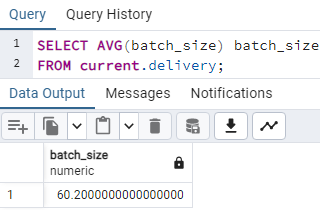 Query Query History
1 SELECT AVG(batch_size) batch_size
2 FROM current.delivery;
Data Output Messages Notifications
batch_size
numeric
1 60.2000000000000000